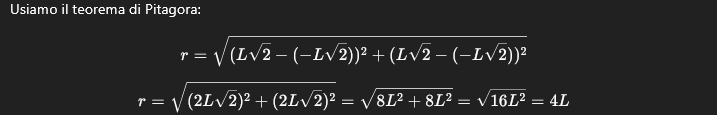 Usiamo il teorema di Pitagora:
r = √((L√2 − (−L√2))² + (L√2 − (−L√2))²)
r = √((2L√2)² + (2L√2)²) = √(8L² + 8L²) = √(16L²) = 4L